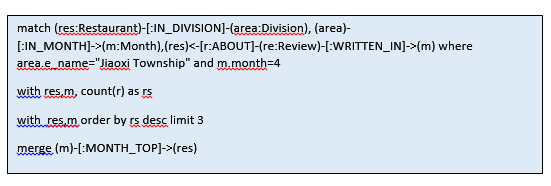 match (res:Restaurant)-[:IN_DIVISION]-(area:Division), (area)-
[:IN_MONTH]->(m:Month),(res)<-[r:ABOUT]-(re:Review)-[:WRITTEN_IN]->(m) where
area.e_name="Jiaoxi Township" and m.month=4
with res,m, count(r) as rs
with  res,m order by rs desc limit 3
merge (m)-[:MONTH_TOP]->(res)